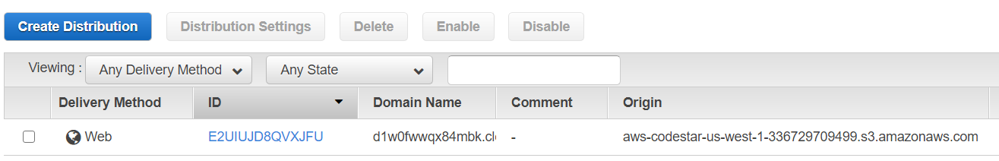 Create Distribution Distribution Settings Delete Enable Disable
Viewing : Any Delivery Method Any State
Delivery Method ID Domain Name Comment Origin
Web E2UIUJD8QVXJFU d1w0fwwqx84mbk.clo - aws-codestar-us-west-1-336729709499.s3.amazonaws.com